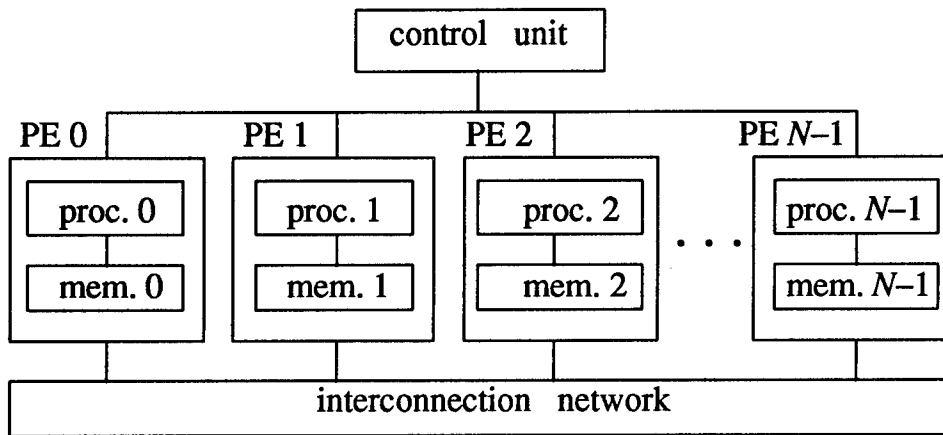 control unit
PE 0 PE 1 PE 2 PE N–1
proc. 0 proc. 1 proc. 2 . . . proc. N–1
mem. 0 mem. 1 mem. 2 mem. N–1
interconnection network